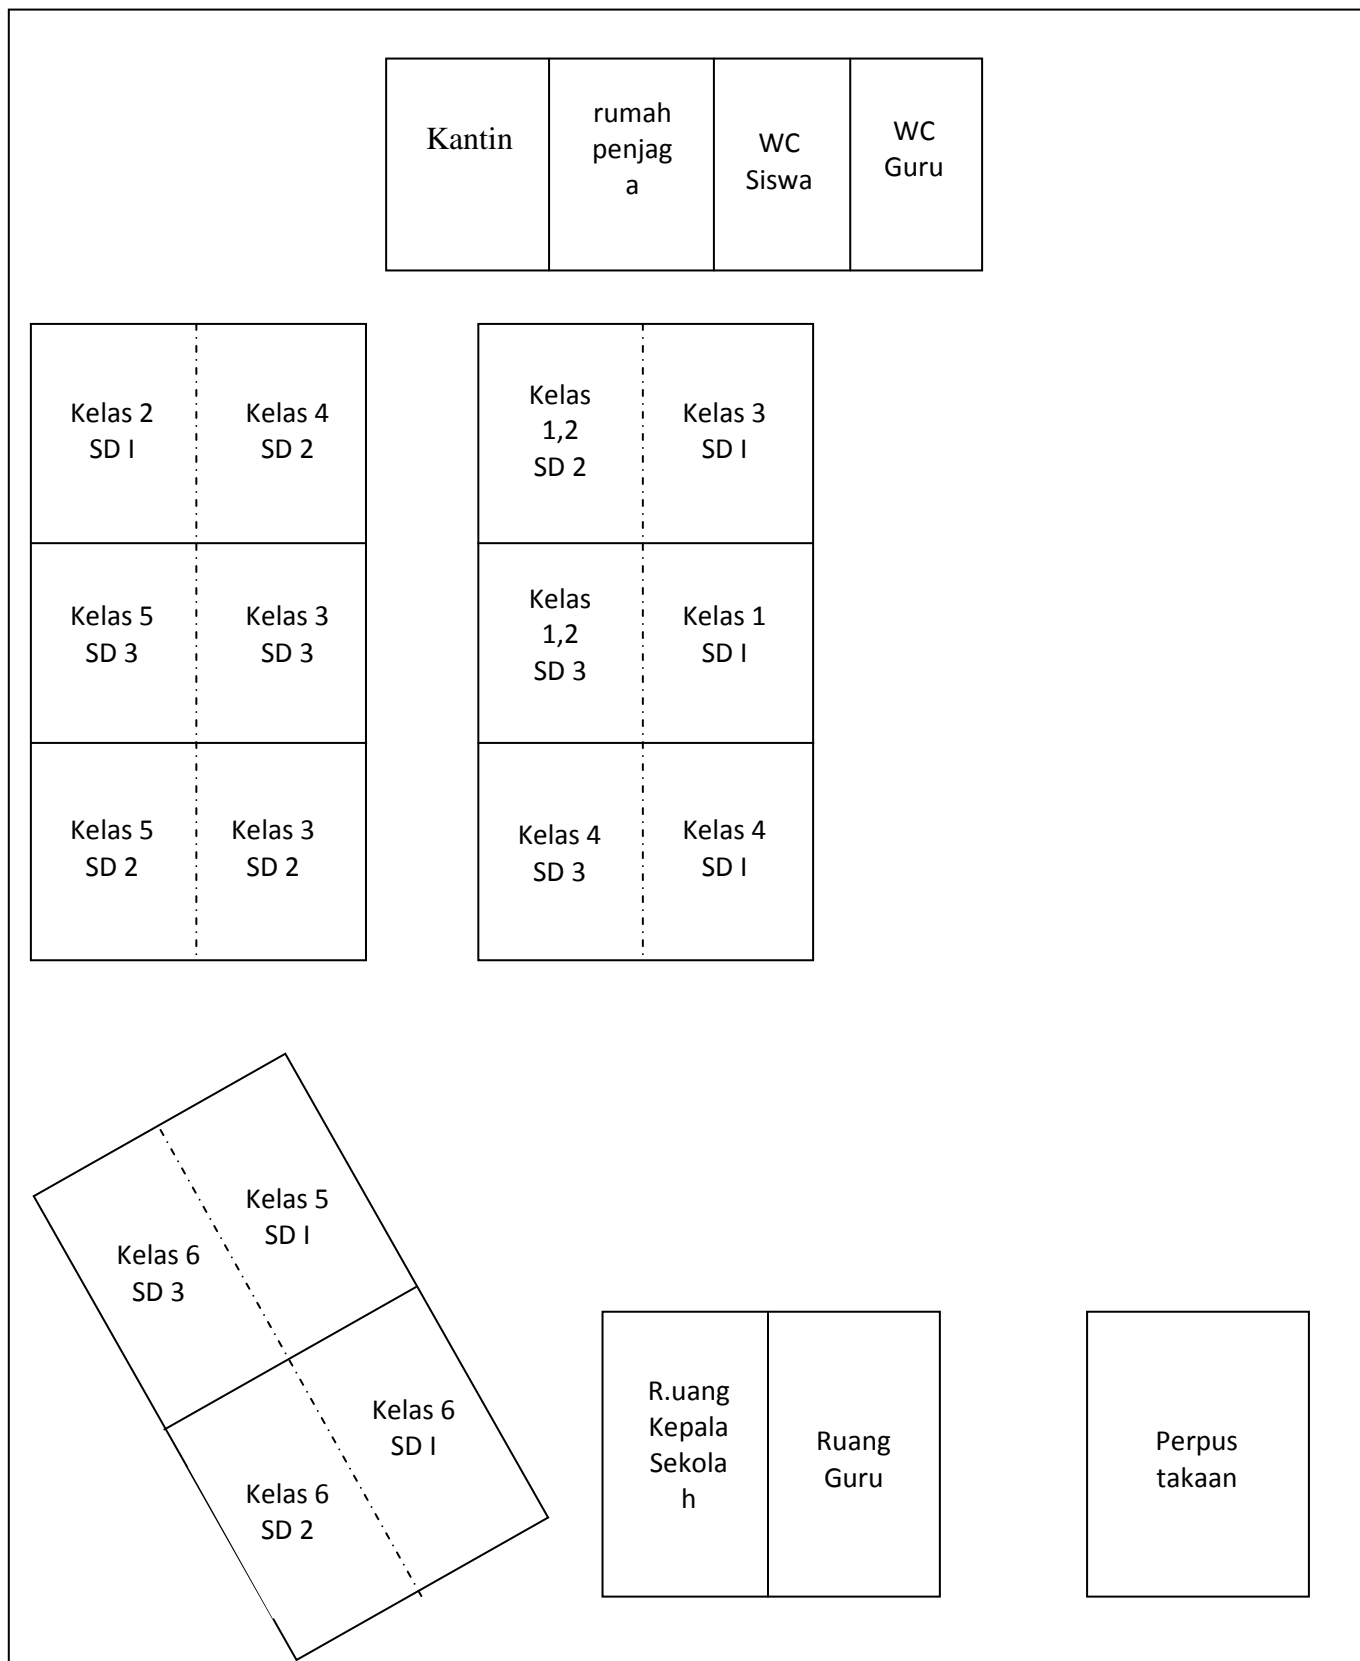 Kantin
rumah
penjag
a
WC
Siswa
WC
Guru
Kelas 2
SD I
Kelas 4
SD 2
Kelas
1,2
SD 2
Kelas 3
SD I
Kelas 5
SD 3
Kelas 3
SD 3
Kelas
1,2
SD 3
Kelas 1
SD I
Kelas 5
SD 2
Kelas 3
SD 2
Kelas 4
SD 3
Kelas 4
SD I
Kelas 5
SD I
Kelas 6
SD 3
Kelas 6
SD I
Kelas 6
SD 2
R.uang
Kepala
Sekola
h
Ruang
Guru
Perpus
takaan